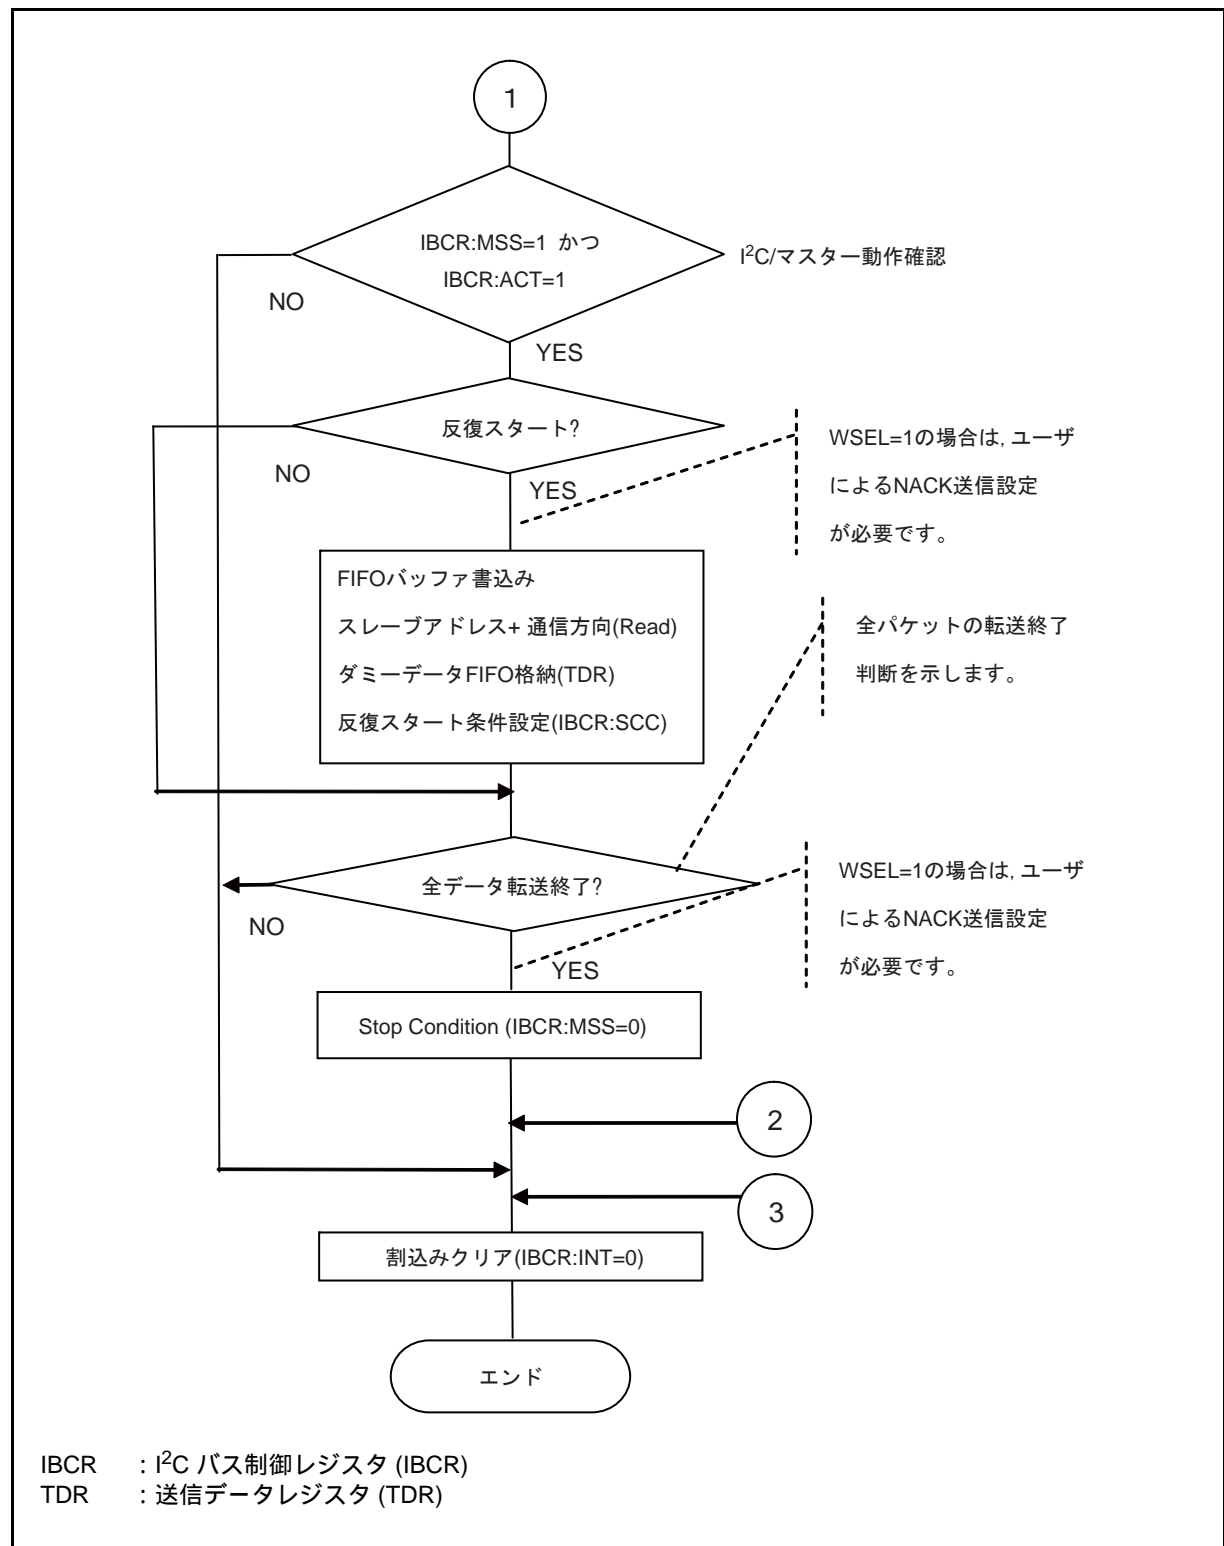 1
IBCR:MSS=1 かつ
IBCR:ACT=1
I2C/マスター動作確認
NO
YES
反復スタート?
NO
YES
WSEL=1の場合は, ユーザ
によるNACK送信設定
が必要です。
FIFOバッファ書込み
スレーブアドレス+ 通信方向(Read)
ダミーデータFIFO格納(TDR)
反復スタート条件設定(IBCR:SCC)
全パケットの転送終了
判断を示します。
全データ転送終了?
NO
YES
WSEL=1の場合は, ユーザ
によるNACK送信設定
が必要です。
Stop Condition (IBCR:MSS=0)
2
3
割込みクリア(IBCR:INT=0)
エンド
IBCR : I2C バス制御レジスタ (IBCR)
TDR : 送信データレジスタ (TDR)